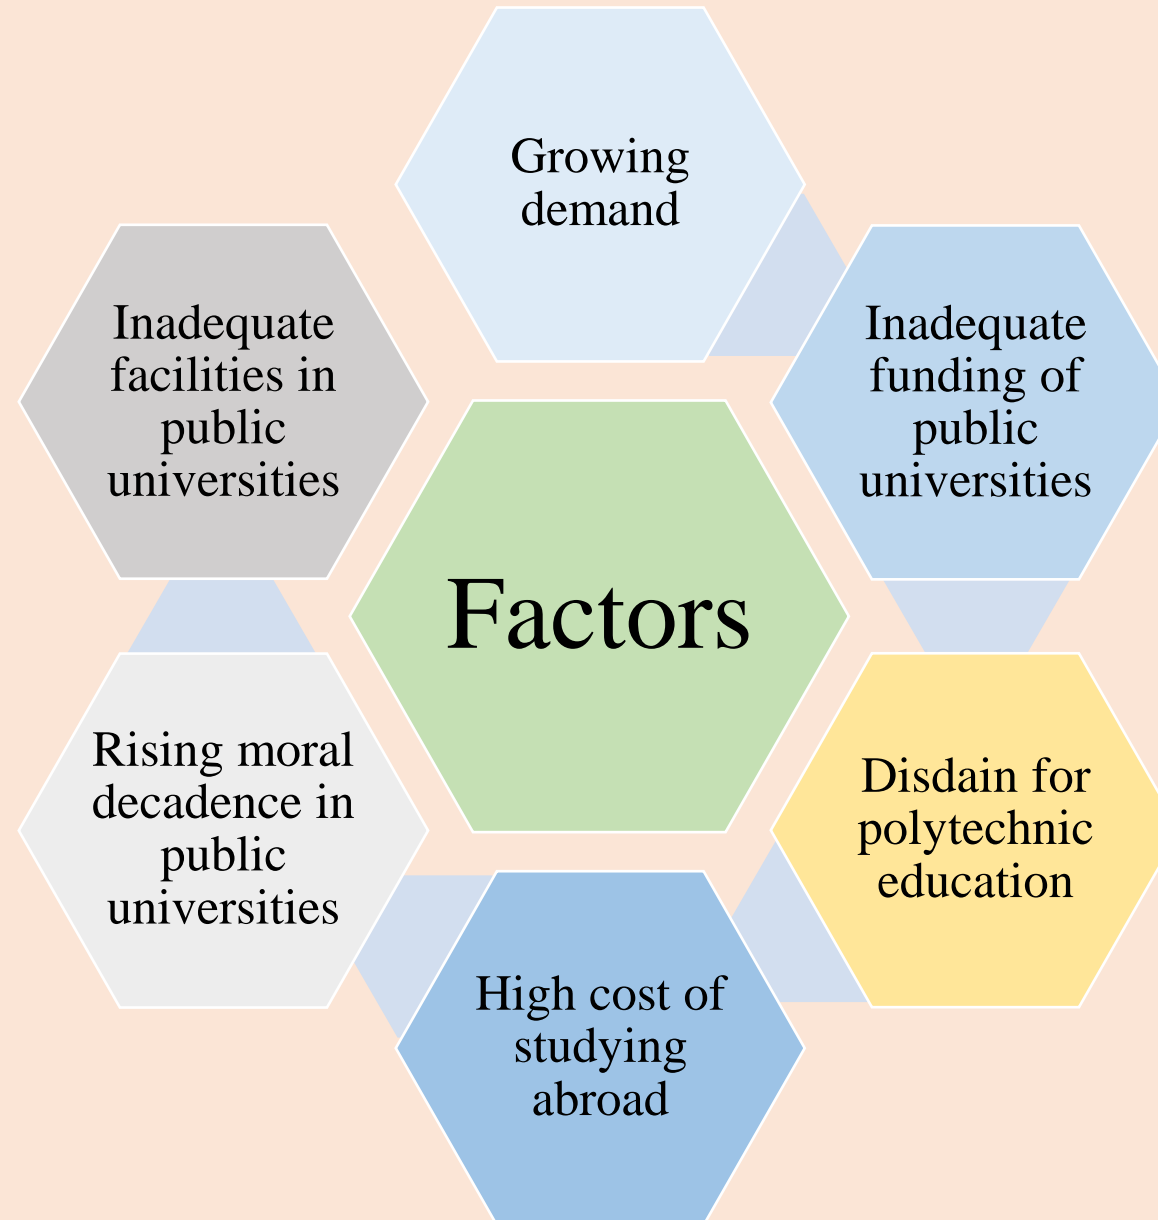 Growing
demand
Inadequate
funding of
public
universities
Disdain for
polytechnic
education
High cost of
studying
abroad
Rising moral
decadence in
public
universities
Inadequate
facilities in
public
universities
Factors